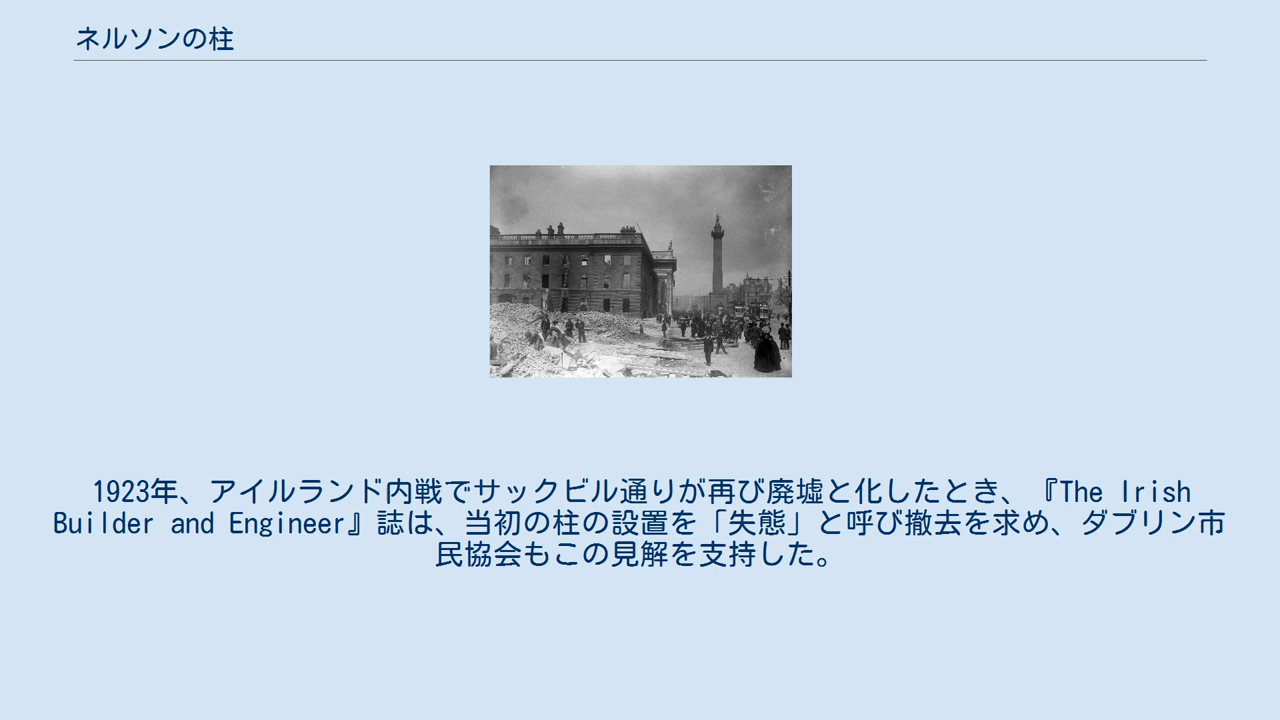 ネルソンの柱
1923年、アイルランド内戦でサックビル通りが再び廃墟と化したとき、『The Irish
Builder and Engineer』誌は、当初の柱の設置を「失態」と呼び撤去を求め、ダブリン市
民協会もこの見解を支持した。